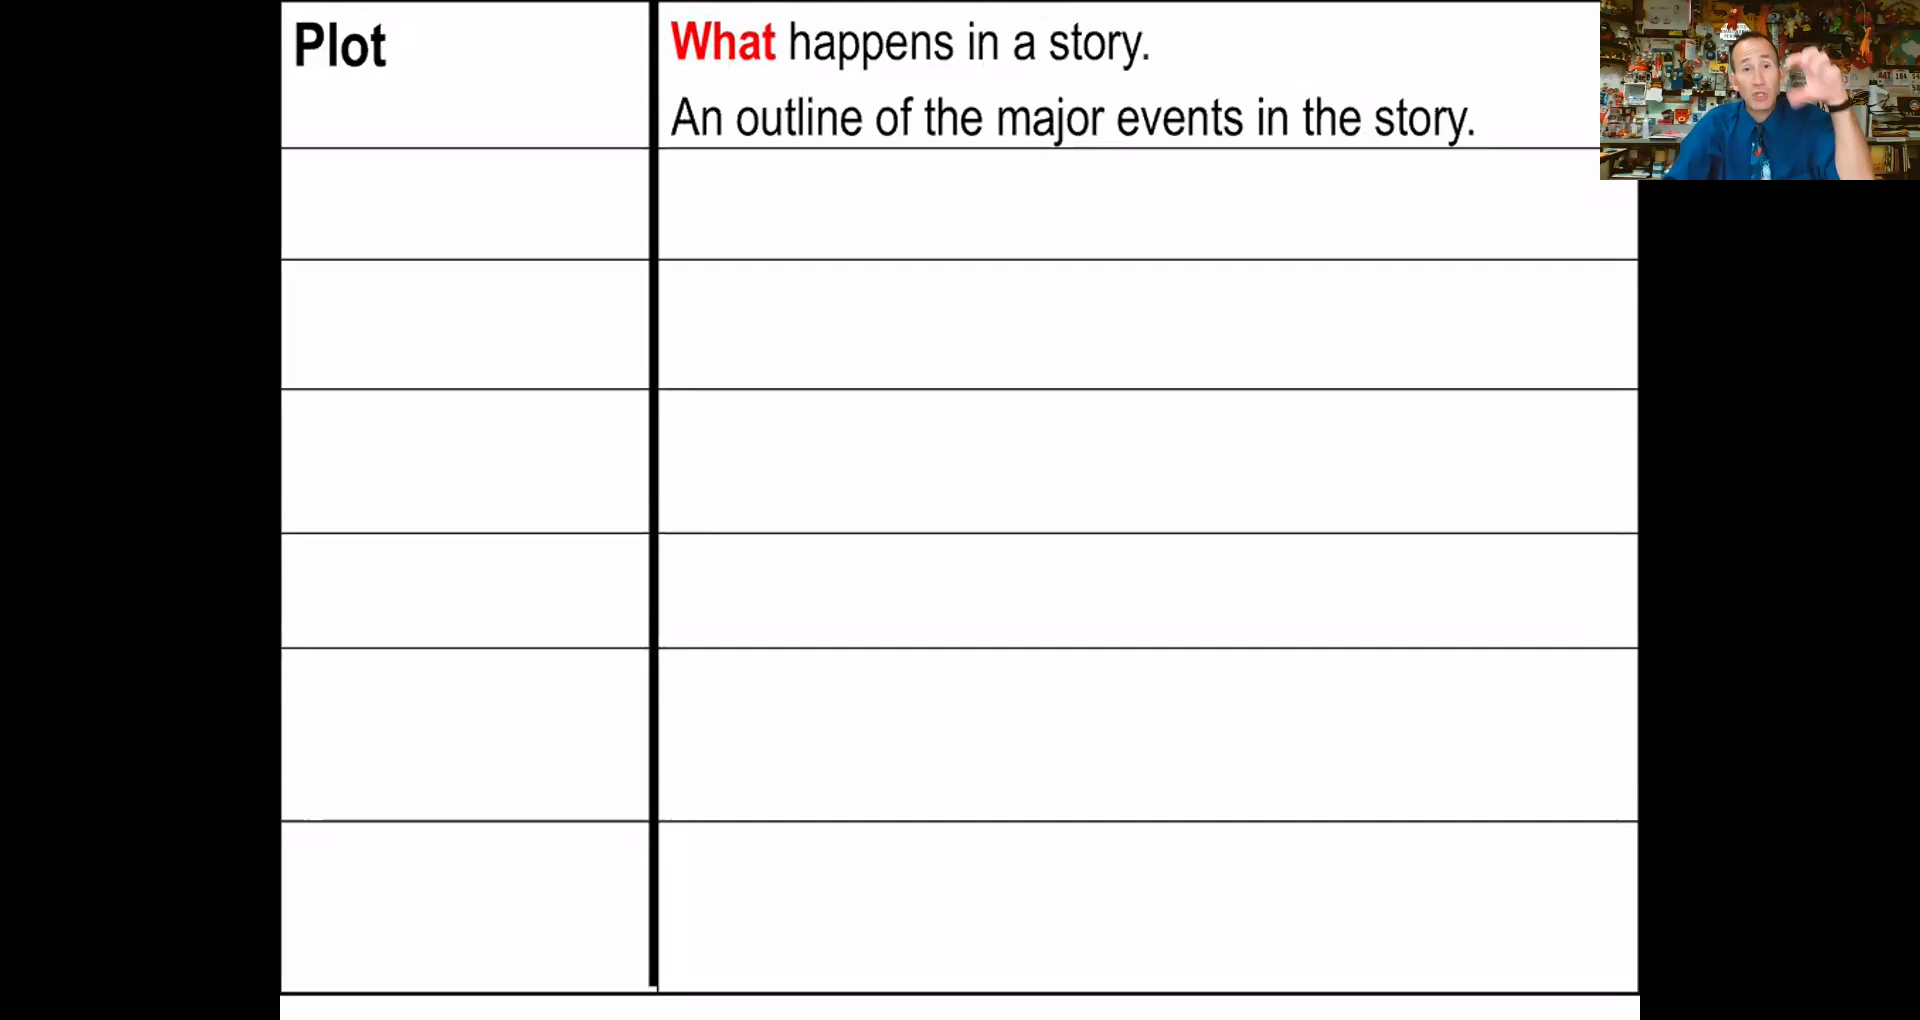 Plot
What happens in a story.
An outline of the major events in the story.